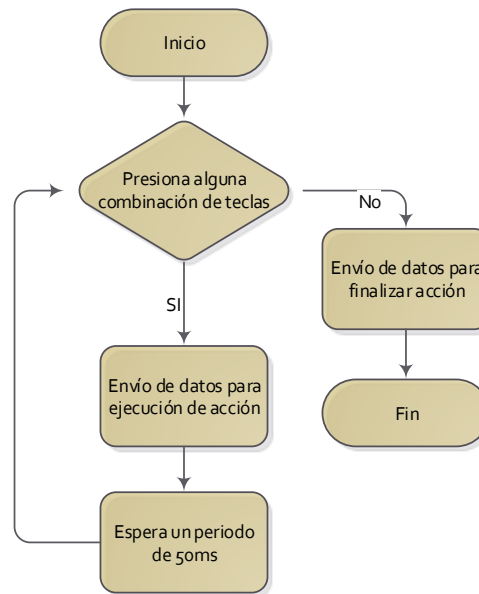 Inicio
Presiona alguna
combinación de teclas
No
Envío de datos para
finalizar acción
SI
Envío de datos para
ejecución de acción
Fin
Espera un periodo
de 50ms